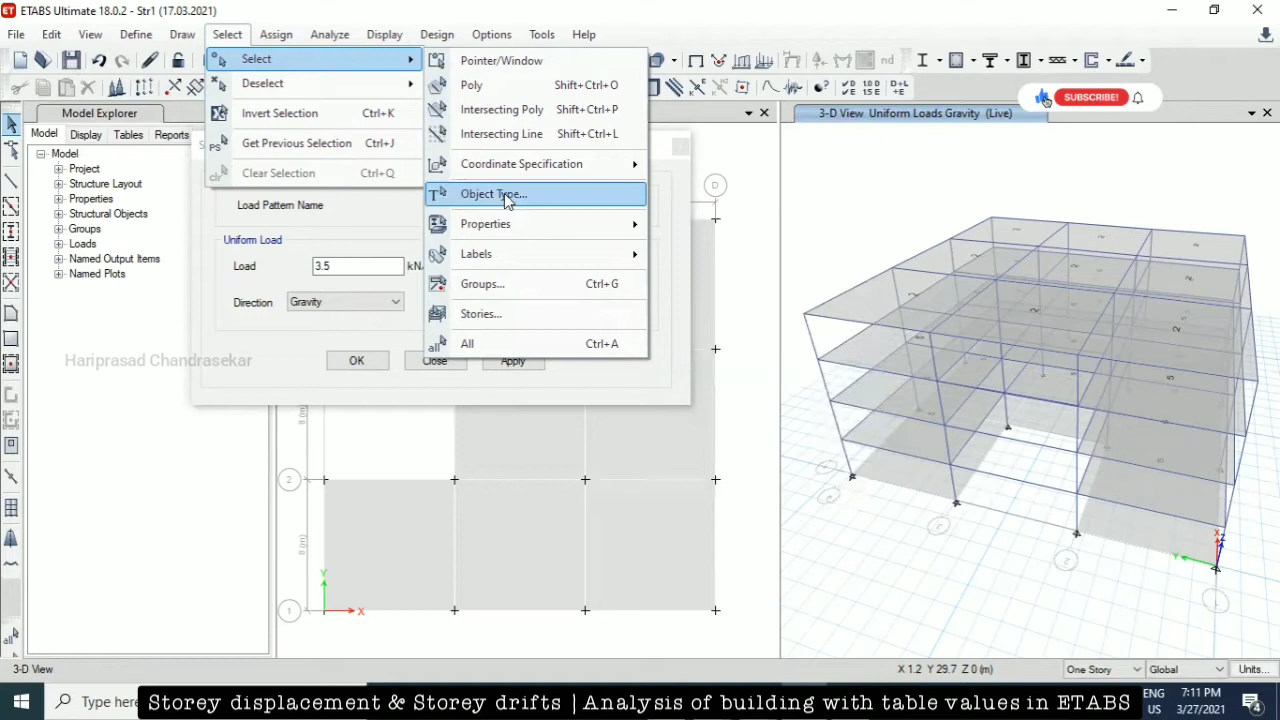 ETABS Ultimate 18.0.2 - Str1 (17.03.2021)
File Edit View Define Draw Select Assign Analyze Display Design Options Tools Help
Select
Deselect
Invert Selection Ctrl+K
Get Previous Selection Ctrl+J
Clear Selection Ctrl+Q
Pointer/Window
Poly Shift+Ctrl+O
Intersecting Poly Shift+Ctrl+P
Intersecting Line Shift+Ctrl+L
Coordinate Specification
Object Type...
Properties
Labels
Groups... Ctrl+G
Stories...
All Ctrl+A
SUBSCRIBE!
Model Explorer
Model Display Tables Reports
Model
Project
Structure Layout
Properties
Structural Objects
Groups
Loads
Named Output Items
Named Plots
3-D View Uniform Loads Gravity (Live)
Load Pattern Name
Uniform Load
Load 3.5
Direction Gravity
OK Close Apply
Hariprasad Chandrasekar
D
2
8 (m)
1
Y
X
3-D View
X 1.2 Y 29.7 Z 0 (m)
One Story Global Units...
Type here
Storey displacement & Storey drifts | Analysis of building with table values in ETABS
ENG
US
7:11 PM
3/27/2021
4